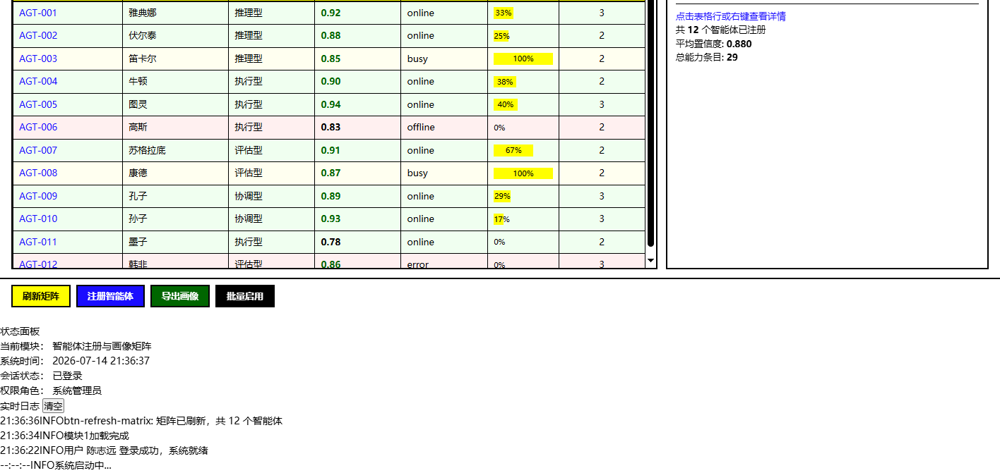 AGT-001 雅典娜 推理型 0.92 online 33% 3
AGT-002 伏尔泰 推理型 0.88 online 25% 2
AGT-003 笛卡尔 推理型 0.85 busy 100% 2
AGT-004 牛顿 执行型 0.90 online 38% 2
AGT-005 图灵 执行型 0.94 online 40% 3
AGT-006 高斯 执行型 0.83 offline 0% 2
AGT-007 苏格拉底 评估型 0.91 online 67% 2
AGT-008 康德 评估型 0.87 busy 100% 2
AGT-009 孔子 协调型 0.89 online 29% 3
AGT-010 孙子 协调型 0.93 online 17% 3
AGT-011 墨子 执行型 0.78 online 0% 2
AGT-012 韩非 评估型 0.86 error 0% 3
点击表格行或右键查看详情
共 12 个智能体已注册
平均置信度: 0.880
总能力条目: 29
刷新矩阵 注册智能体 导出画像 批量启用
状态面板
当前模块： 智能体注册与画像矩阵
系统时间： 2026-07-14 21:36:37
会话状态： 已登录
权限角色： 系统管理员
实时日志 清空
21:36:36INFObtn-refresh-matrix: 矩阵已刷新，共 12 个智能体
21:36:34INFO模块1加载完成
21:36:22INFO用户 陈志远 登录成功，系统就绪
--:--:--INFO系统启动中...